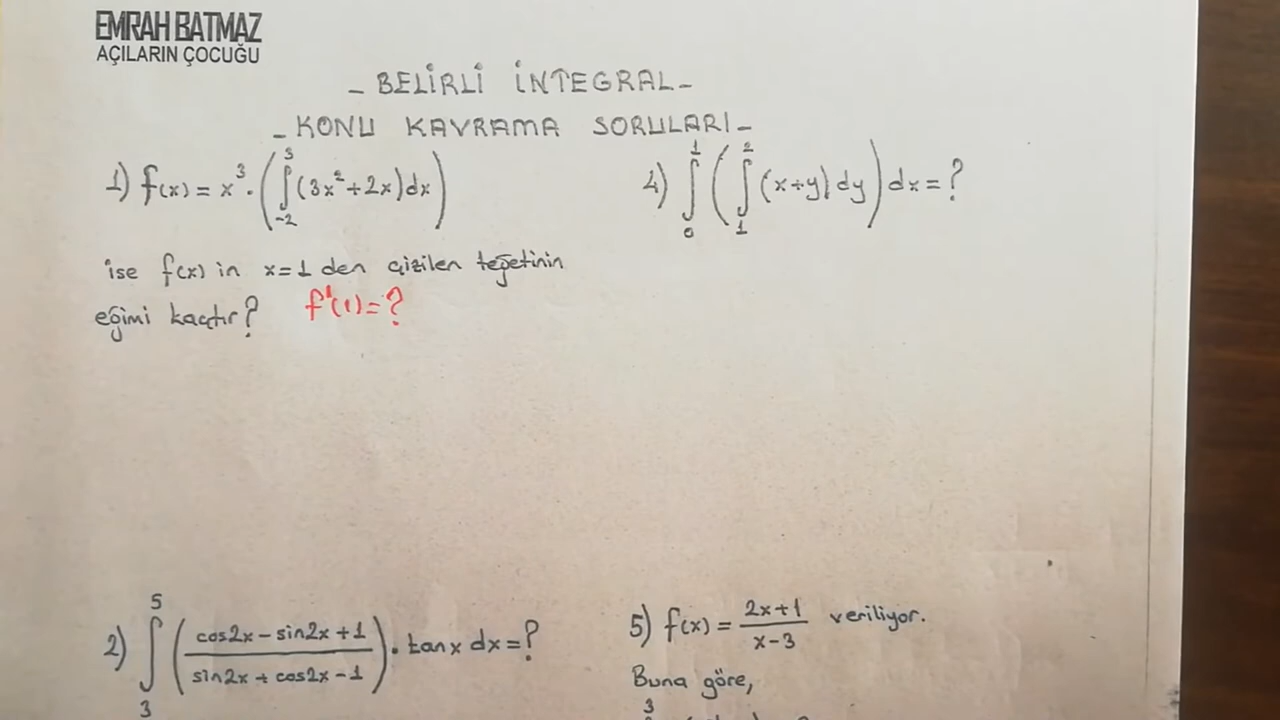 EMRAH BATMAZ
AÇILARIN ÇOCUĞU
- BELİRLİ İNTEGRAL -
- KONU KAVRAMA SORULARI -
1) f(x) = x³ · (∫₋₂³ (3x² + 2x) dx)
ise f(x) in x=1 den çizilen teğetinin
eğimi kaçtır? f'(1) = ?
2) ∫₃⁵ ((cos2x - sin2x + 1) / (sin2x + cos2x - 1)) · tanx dx = ?
4) ∫₀¹ (∫₁² (x+y) dy) dx = ?
5) f(x) = (2x+1) / (x-3) veriliyor.
Buna göre,
3